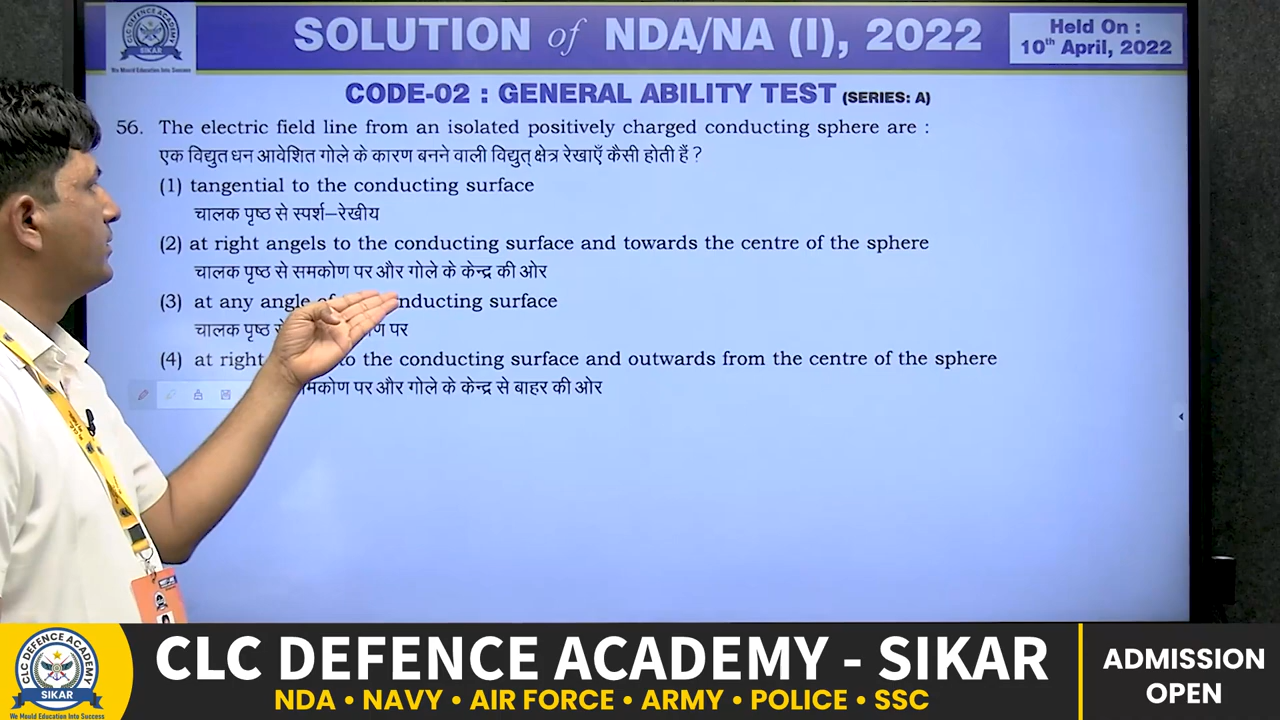 CLC DEFENCE ACADEMY
SIKAR
We Mould Education Into Success
SOLUTION of NDA/NA (I), 2022
Held On :
10th April, 2022
CODE-02 : GENERAL ABILITY TEST (SERIES: A)
56. The electric field line from an isolated positively charged conducting sphere are :
एक विद्युत धन आवेशित गोले के कारण बनने वाली विद्युत् क्षेत्र रेखाएँ कैसी होती हैं ?
(1) tangential to the conducting surface
चालक पृष्ठ से स्पर्श–रेखीय
(2) at right angels to the conducting surface and towards the centre of the sphere
चालक पृष्ठ से समकोण पर और गोले के केन्द्र की ओर
(3) at any angle nducting surface
चालक पृष्ठ पर
(4) at right to the conducting surface and outwards from the centre of the sphere
मकोण पर और गोले के केन्द्र से बाहर की ओर
CLC DEFENCE ACADEMY
SIKAR
We Mould Education Into Success
CLC DEFENCE ACADEMY - SIKAR
NDA • NAVY • AIR FORCE • ARMY • POLICE • SSC
ADMISSION
OPEN